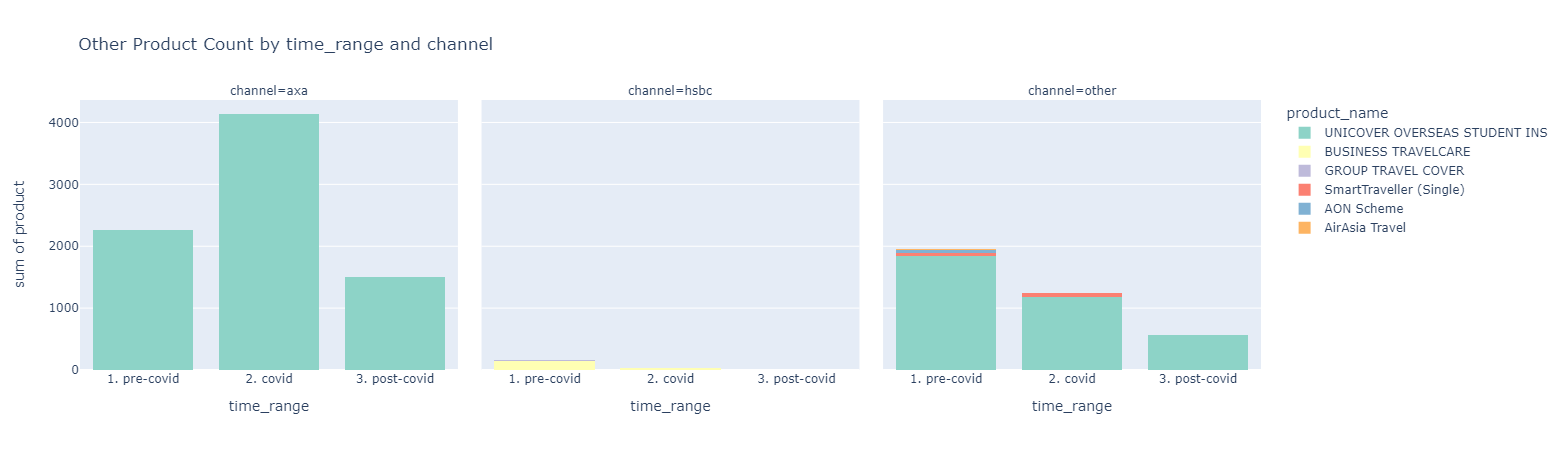 Other Product Count by time_range and channel
channel=axa
channel=hsbc
channel=other
sum of product
4000
3000
2000
1000
0
1. pre-covid
2. covid
3. post-covid
1. pre-covid
2. covid
3. post-covid
1. pre-covid
2. covid
3. post-covid
time_range
time_range
time_range
product_name
UNICOVER OVERSEAS STUDENT INS
BUSINESS TRAVELCARE
GROUP TRAVEL COVER
SmartTraveller (Single)
AON Scheme
AirAsia Travel